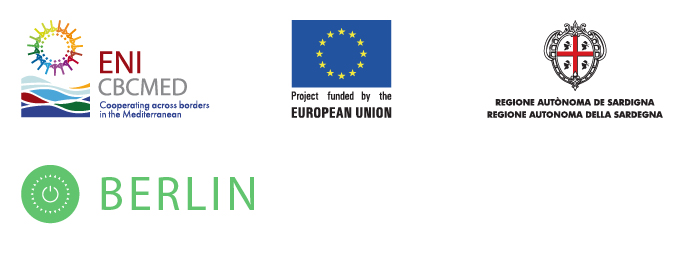 ENI
CBCMED
Cooperating across borders
in the Mediterranean
Project funded by the
EUROPEAN UNION
REGIONE AUTÒNOMA DE SARDIGNA
REGIONE AUTONOMA DELLA SARDEGNA
BERLIN